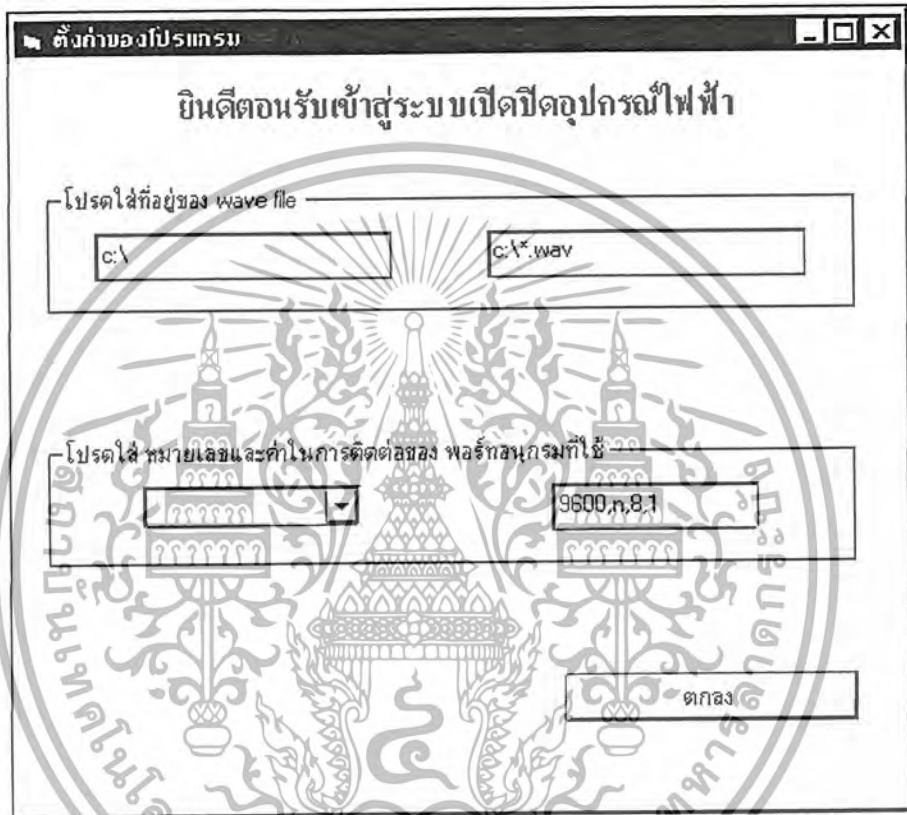 ตั้งค่าของโปรแกรม
ยินดีตอนรับเข้าสู่ระบบเปิดปิดอุปกรณ์ไฟฟ้า
โปรดใส่ที่อยู่ของ wave file
c:\
c:\*.wav
โปรดใส่ หมายเลขและค่าในการติดต่อของ พอร์ทอนุกรมที่ใช้
9600,n,8,1
ตกลง